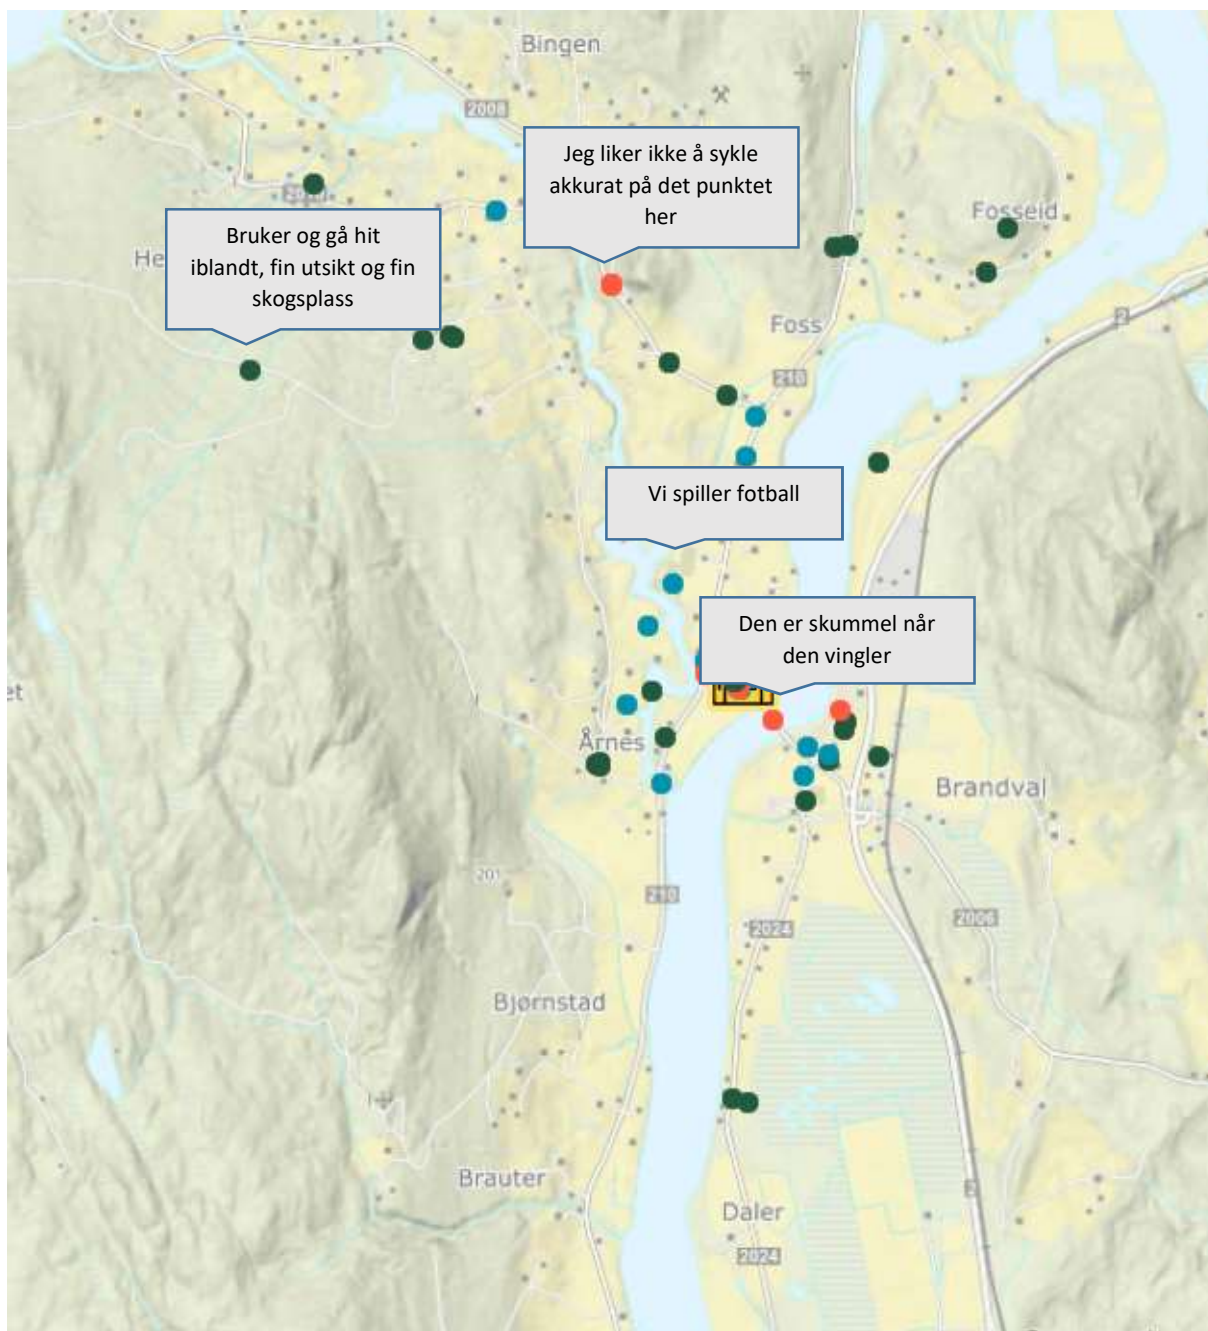 Bingen
2008
Jeg liker ikke å sykle
akkurat på det punktet
her
Fosseid
Bruker og gå hit
iblandt, fin utsikt og fin
skogsplass
He
Foss
2
210
Vi spiller fotball
Den er skummel når
den vingler
et
Årnes
Brandval
201
210
2024
2006
Bjørnstad
Brauter
2
Daler
2024